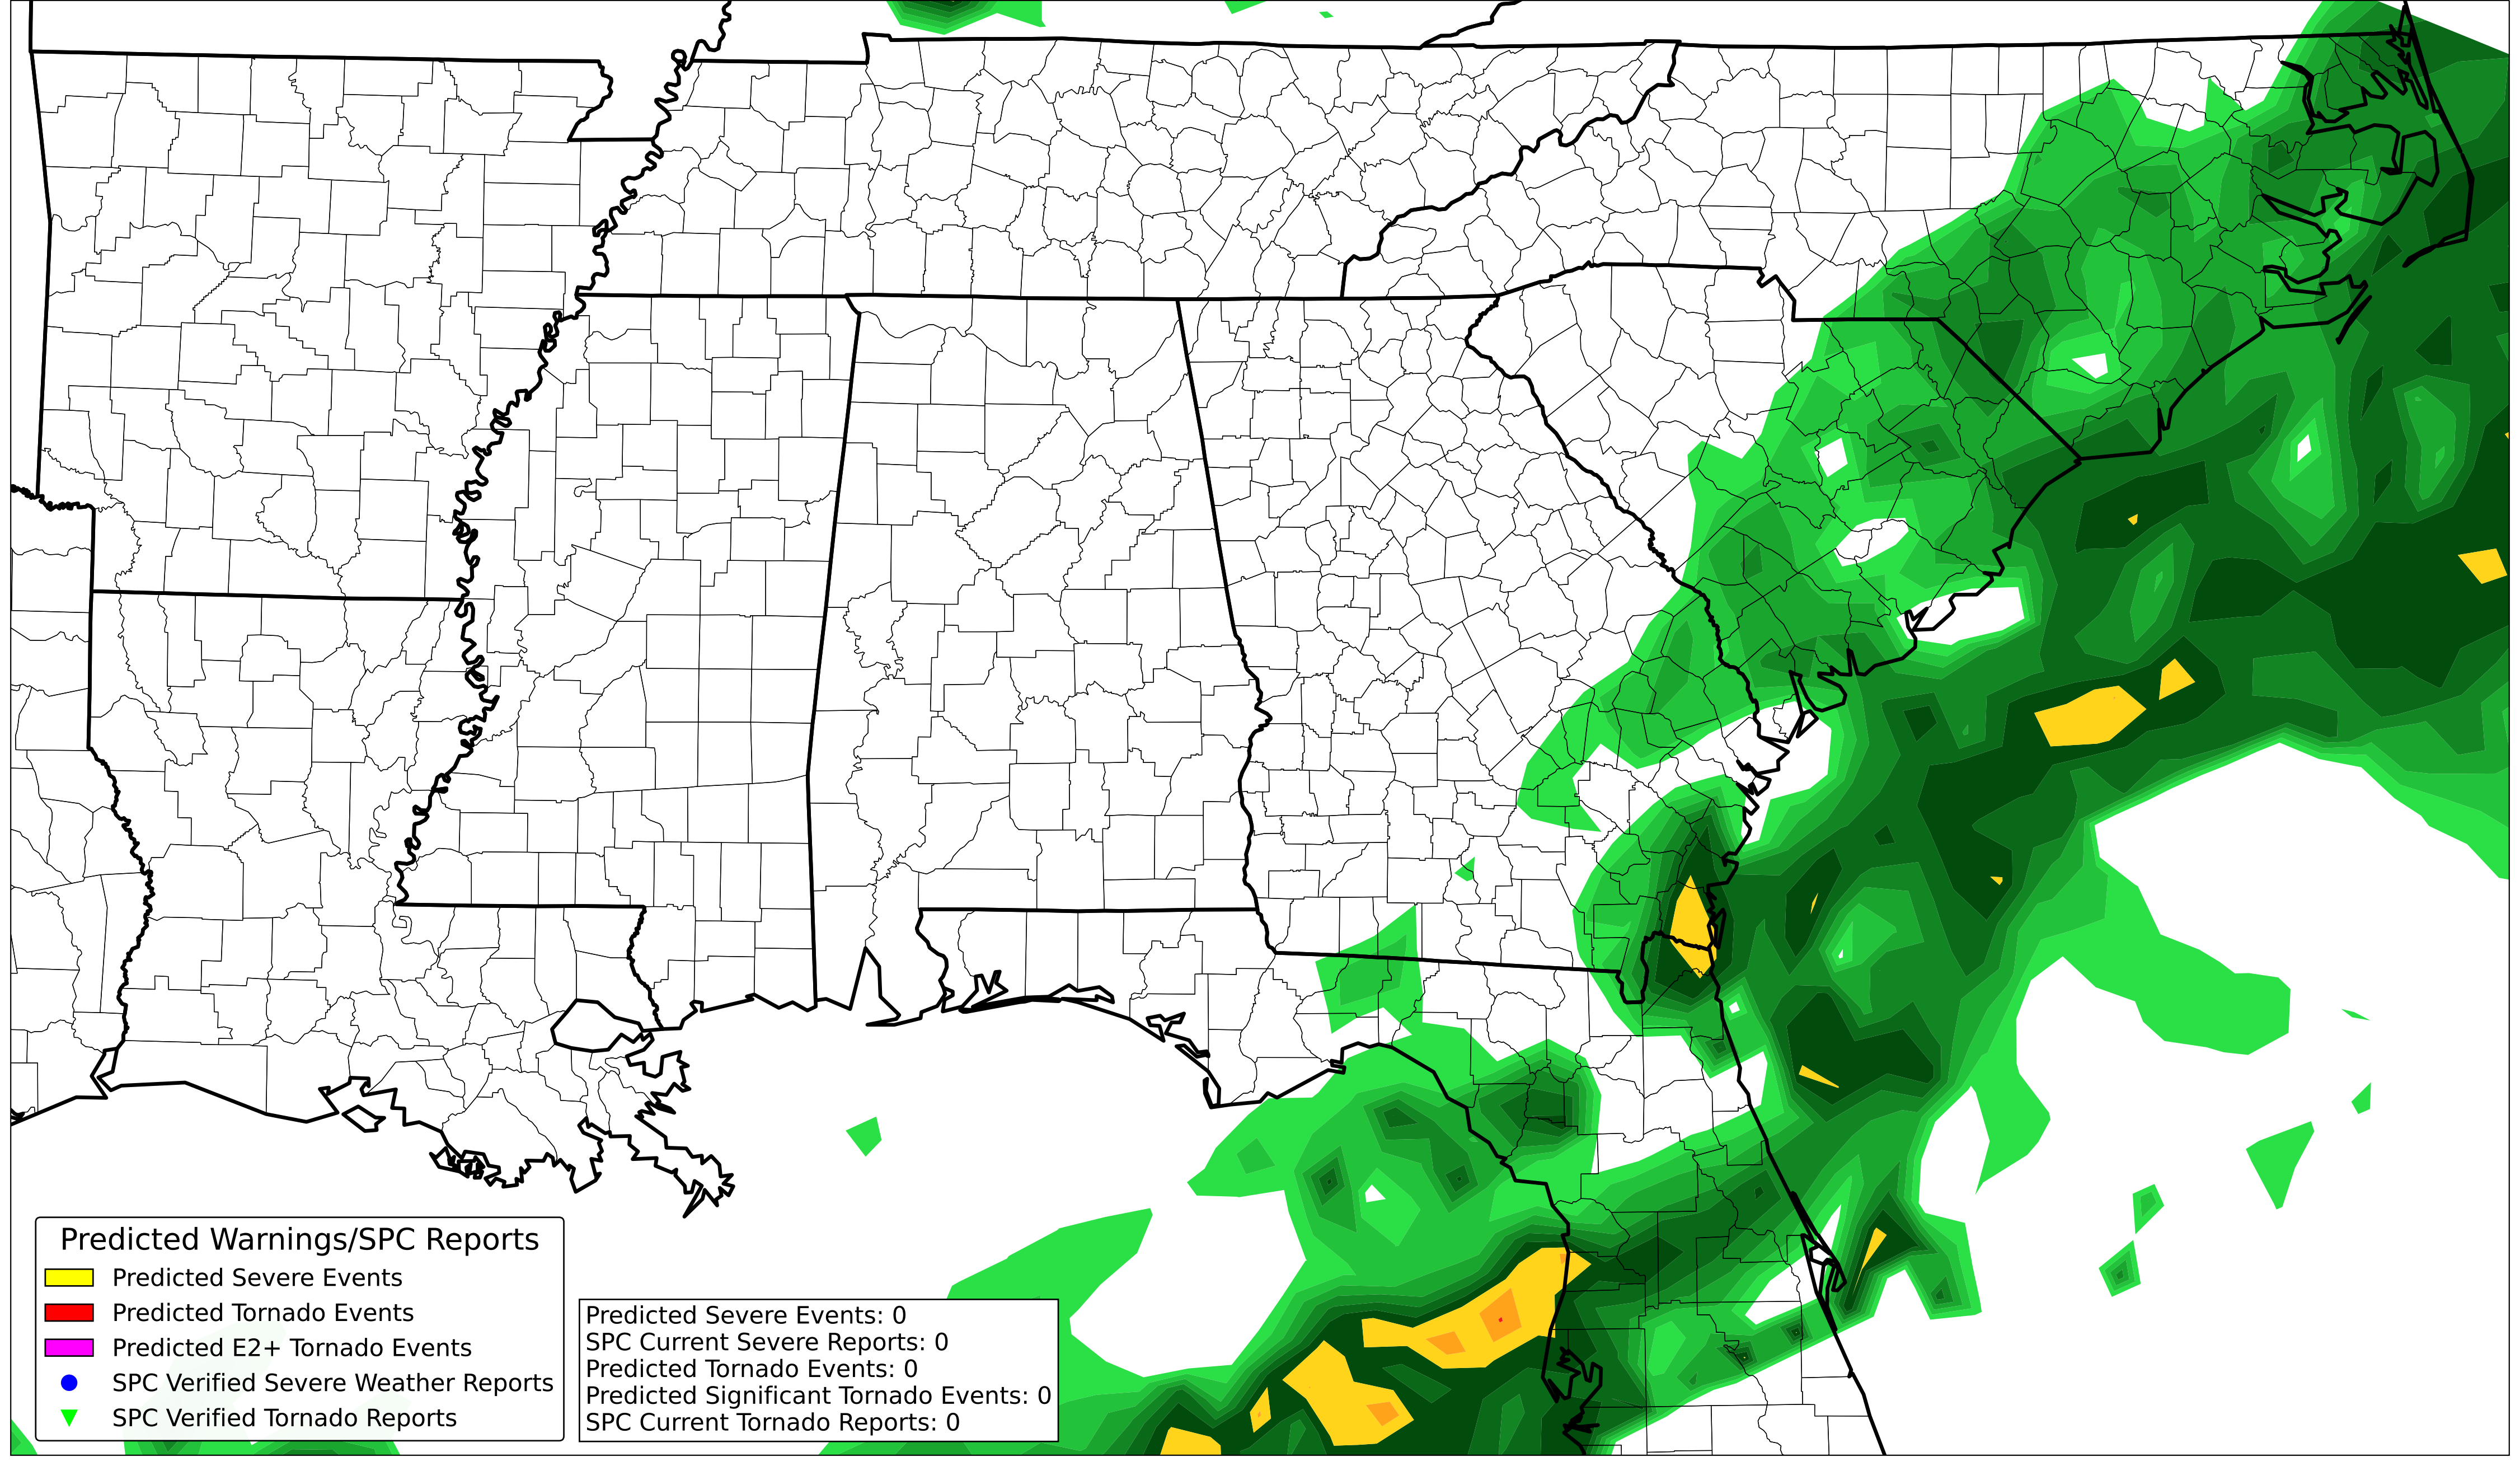 Predicted Warnings/SPC Reports
Predicted Severe Events
Predicted Tornado Events
Predicted E2+ Tornado Events
SPC Verified Severe Weather Reports
SPC Verified Tornado Reports
Predicted Severe Events: 0
SPC Current Severe Reports: 0
Predicted Tornado Events: 0
Predicted Significant Tornado Events: 0
SPC Current Tornado Reports: 0